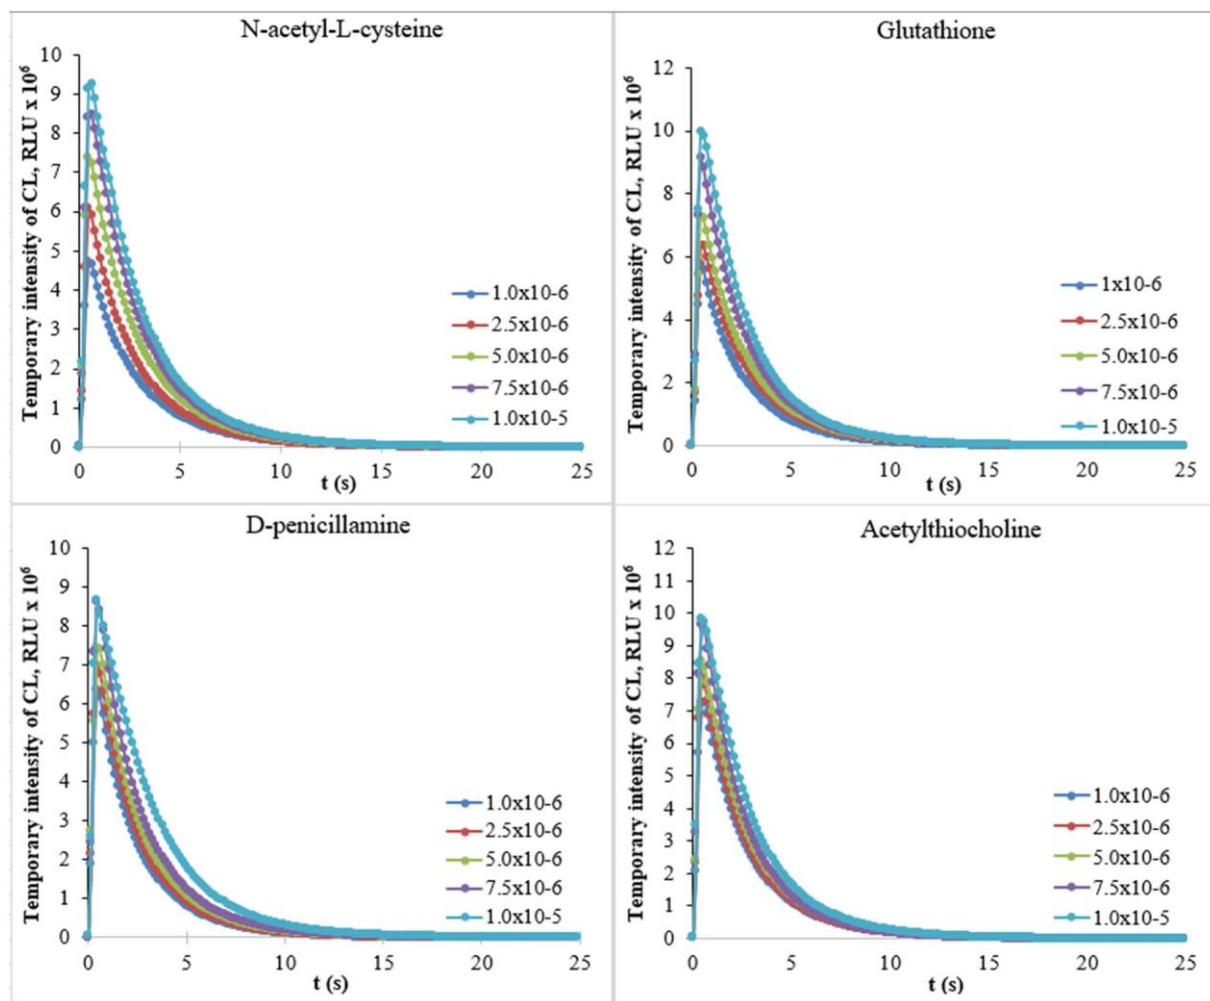 N-acetyl-L-cysteine
Temporary intensity of CL, RLU x 10⁶
10
9
8
7
6
5
4
3
2
1
0
0 5 10 15 20 25
t (s)
1.0x10-6
2.5x10-6
5.0x10-6
7.5x10-6
1.0x10-5
Glutathione
Temporary intensity of CL, RLU x 10⁶
12
10
8
6
4
2
0
0 5 10 15 20 25
t (s)
1x10-6
2.5x10-6
5.0x10-6
7.5x10-6
1.0x10-5
D-penicillamine
Temporary intensity of CL, RLU x 10⁶
10
9
8
7
6
5
4
3
2
1
0
0 5 10 15 20 25
t (s)
1.0x10-6
2.5x10-6
5.0x10-6
7.5x10-6
1.0x10-5
Acetylthiocholine
Temporary intensity of CL, RLU x 10⁶
12
11
10
9
8
7
6
5
4
3
2
1
0
0 5 10 15 20 25
t (s)
1.0x10-6
2.5x10-6
5.0x10-6
7.5x10-6
1.0x10-5